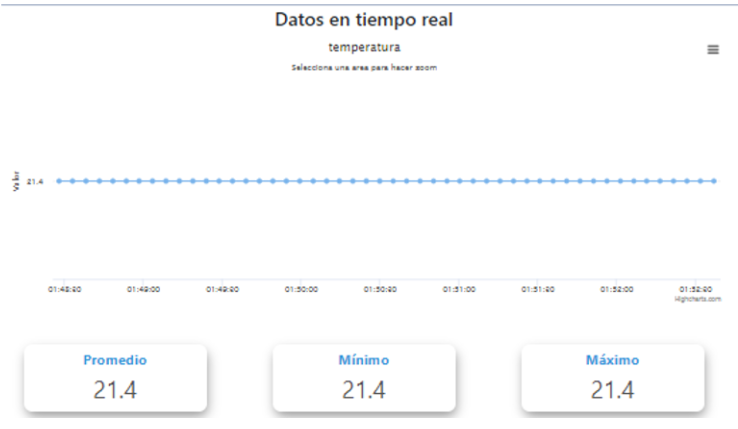 Datos en tiempo real
temperatura
Selecciona una area para hacer zoom
Valor
21.4
01:48:30 01:49:00 01:49:30 01:50:00 01:50:30 01:51:00 01:51:30 01:52:00 01:52:30
Highcharts.com
Promedio Mínimo Máximo
21.4 21.4 21.4